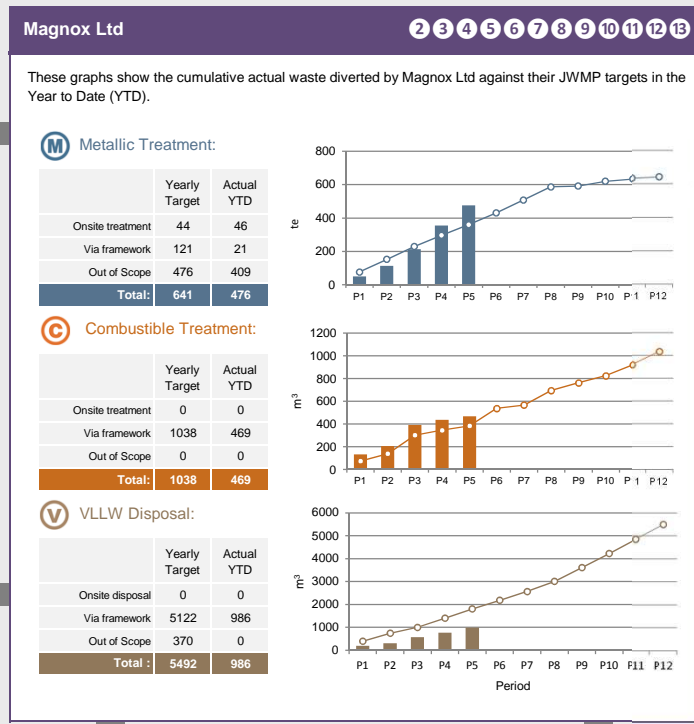 Magnox Ltd
2 3 4 5 6 7 8 9 10 11 12 13
These graphs show the cumulative actual waste diverted by Magnox Ltd against their JWMP targets in the
Year to Date (YTD).
M Metallic Treatment:
Yearly Target Actual YTD
Onsite treatment 44 46
Via framework 121 21
Out of Scope 476 409
Total: 641 476
800
600
400
200
0
te
P1 P2 P3 P4 P5 P6 P7 P8 P9 P10 P 1 P12
C Combustible Treatment:
Yearly Target Actual YTD
Onsite treatment 0 0
Via framework 1038 469
Out of Scope 0 0
Total: 1038 469
1200
1000
800
600
400
200
0
m³
P1 P2 P3 P4 P5 P6 P7 P8 P9 P10 P 1 P12
V VLLW Disposal:
Yearly Target Actual YTD
Onsite disposal 0 0
Via framework 5122 986
Out of Scope 370 0
Total : 5492 986
6000
5000
4000
3000
2000
1000
0
m³
P1 P2 P3 P4 P5 P6 P7 P8 P9 P10 P11 P12
Period